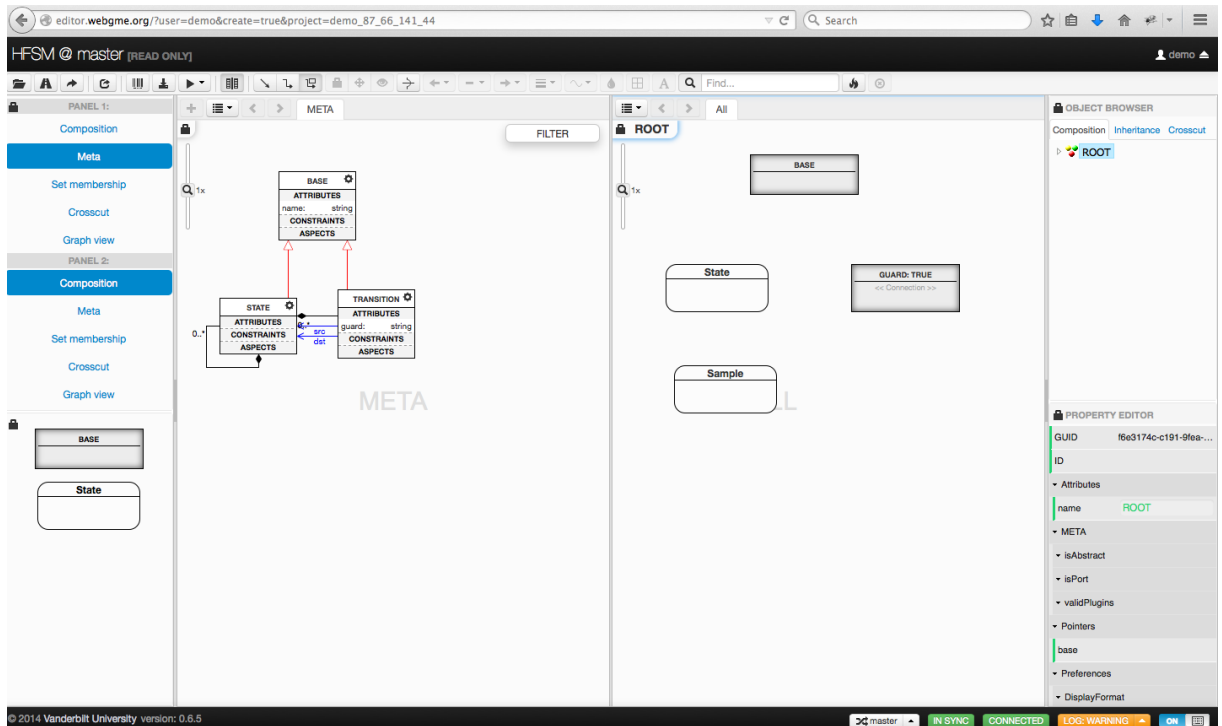 editor.webgme.org/?user=demo&create=true&project=demo_87_66_141_44
Search
HFSM @ master [READ ONLY]
demo
Find...
PANEL 1:
Composition
Meta
Set membership
Crosscut
Graph view
PANEL 2:
Composition
Meta
Set membership
Crosscut
Graph view
BASE
State
META
FILTER
1x
BASE
ATTRIBUTES
name: string
CONSTRAINTS
ASPECTS
STATE
ATTRIBUTES
CONSTRAINTS
ASPECTS
0..*
0..*
src
dst
TRANSITION
ATTRIBUTES
guard: string
CONSTRAINTS
ASPECTS
META
All
ROOT
1x
BASE
State
GUARD: TRUE
<< Connection >>
Sample
LL
OBJECT BROWSER
Composition Inheritance Crosscut
ROOT
PROPERTY EDITOR
GUID f6e3174c-c191-9fea-...
ID
Attributes
name ROOT
META
isAbstract
isPort
validPlugins
Pointers
base
Preferences
DisplayFormat
© 2014 Vanderbilt University version: 0.6.5
master IN SYNC CONNECTED LOG: WARNING ON